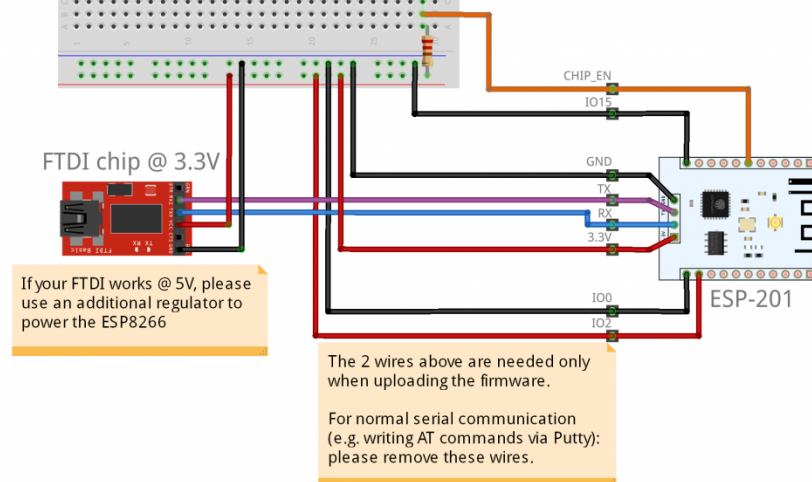 CHIP_EN
IO15
FTDI chip @ 3.3V
GND
TX
RX
3.3V
FTDI Basic
If your FTDI works @ 5V, please
use an additional regulator to
power the ESP8266
IO0
IO2
ESP-201
The 2 wires above are needed only
when uploading the firmware.
For normal serial communication
(e.g. writing AT commands via Putty):
please remove these wires.